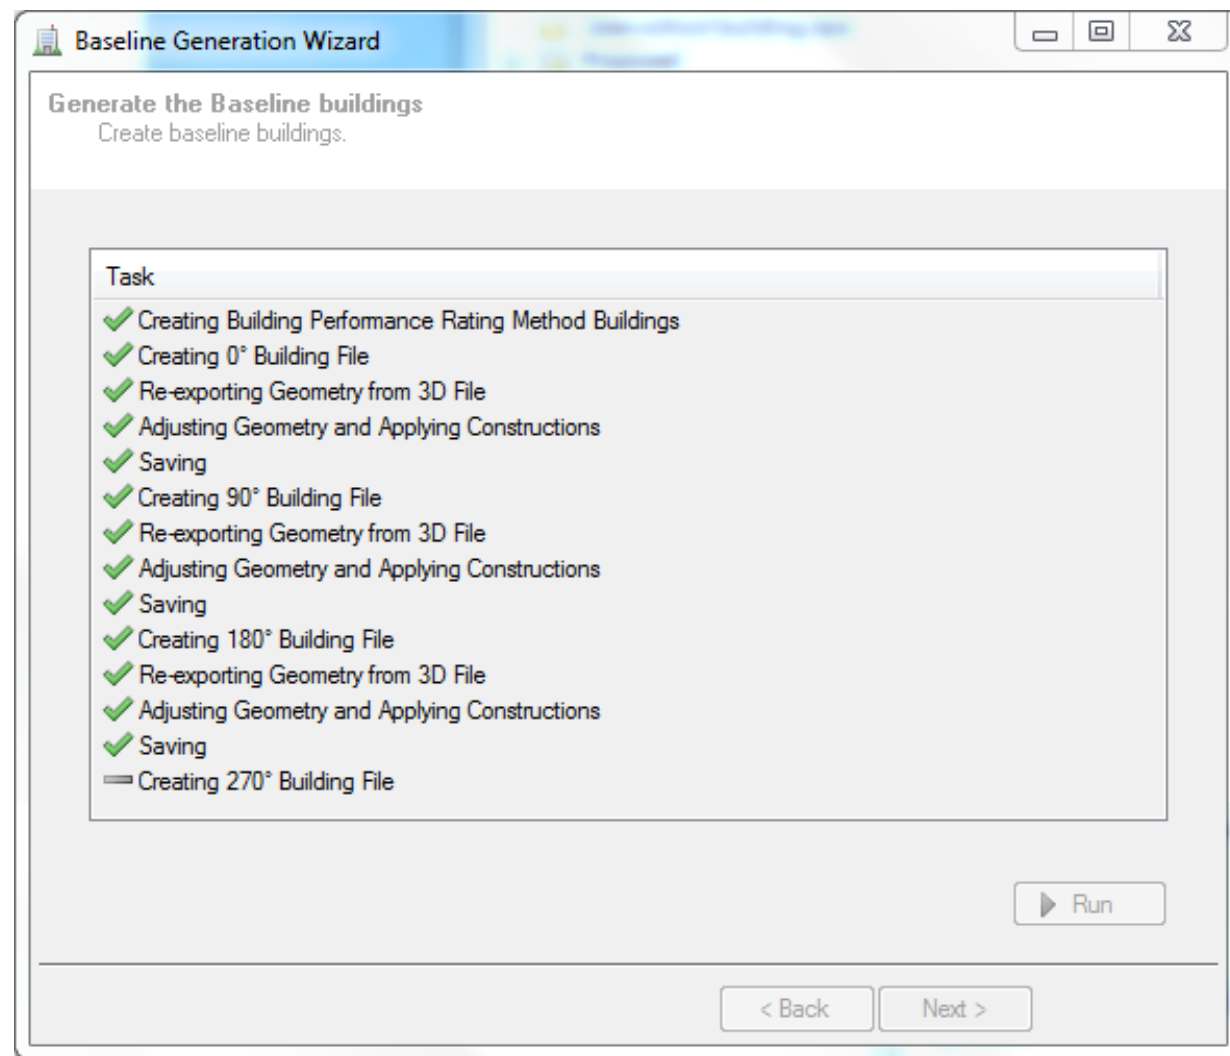 Baseline Generation Wizard
Generate the Baseline buildings
Create baseline buildings.
Task
Creating Building Performance Rating Method Buildings
Creating 0° Building File
Re-exporting Geometry from 3D File
Adjusting Geometry and Applying Constructions
Saving
Creating 90° Building File
Re-exporting Geometry from 3D File
Adjusting Geometry and Applying Constructions
Saving
Creating 180° Building File
Re-exporting Geometry from 3D File
Adjusting Geometry and Applying Constructions
Saving
Creating 270° Building File
Run
< Back Next >